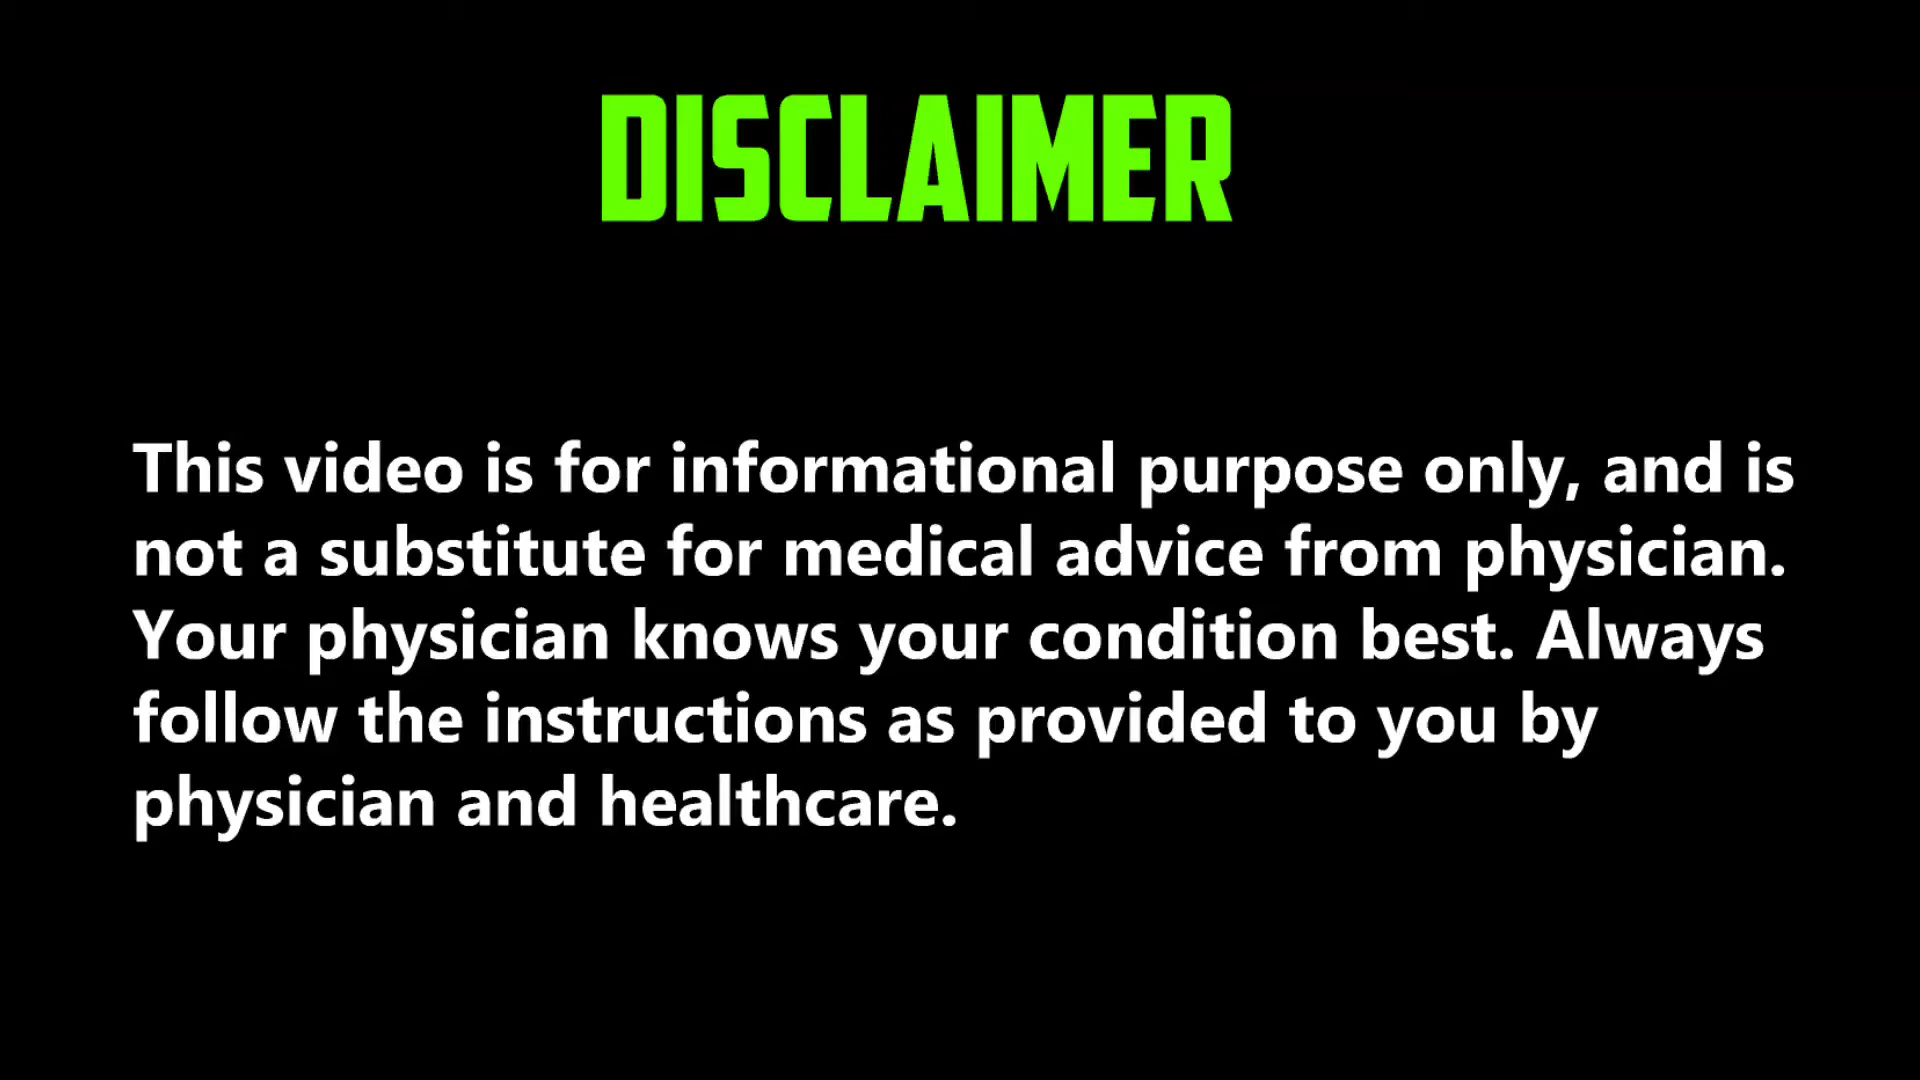 DISCLAIMER
This video is for informational purpose only, and is
not a substitute for medical advice from physician.
Your physician knows your condition best. Always
follow the instructions as provided to you by
physician and healthcare.